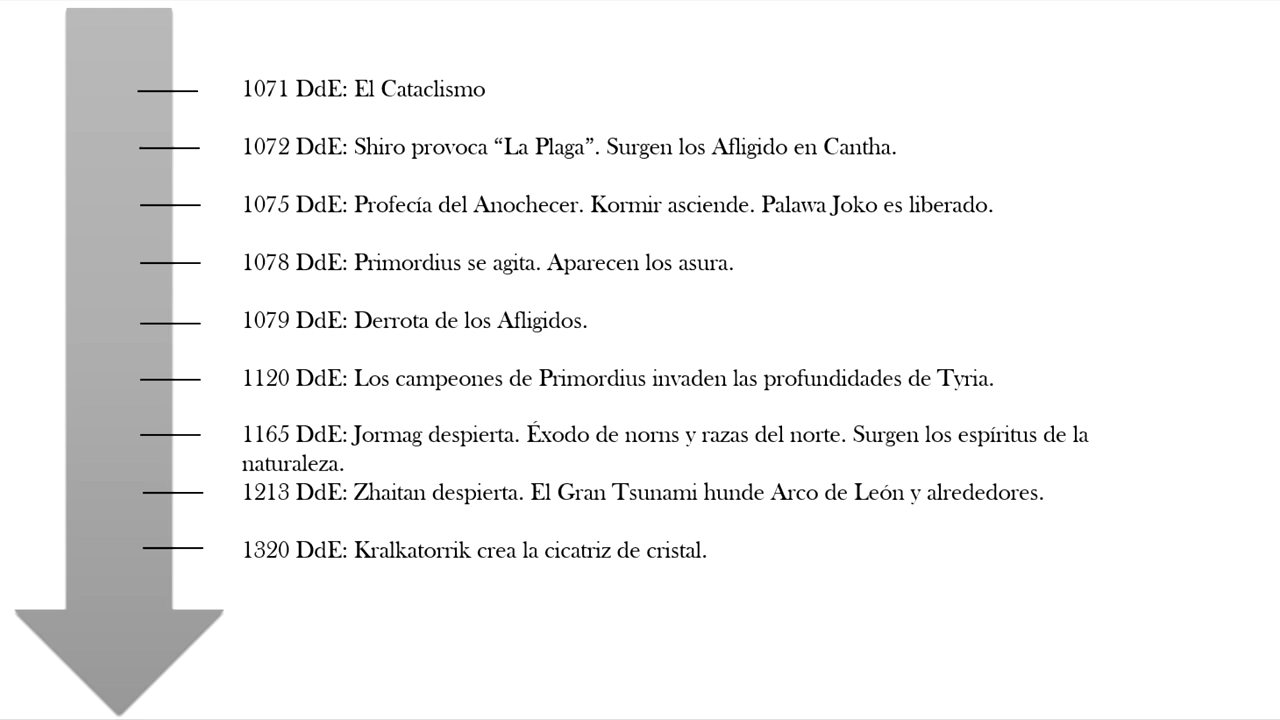 1071 DdE: El Cataclismo
1072 DdE: Shiro provoca “La Plaga”. Surgen los Afligido en Cantha.
1075 DdE: Profecía del Anochecer. Kormir asciende. Palawa Joko es liberado.
1078 DdE: Primordius se agita. Aparecen los asura.
1079 DdE: Derrota de los Afligidos.
1120 DdE: Los campeones de Primordius invaden las profundidades de Tyria.
1165 DdE: Jormag despierta. Éxodo de norns y razas del norte. Surgen los espíritus de la
naturaleza.
1213 DdE: Zhaitan despierta. El Gran Tsunami hunde Arco de León y alrededores.
1320 DdE: Kralkatorrik crea la cicatriz de cristal.